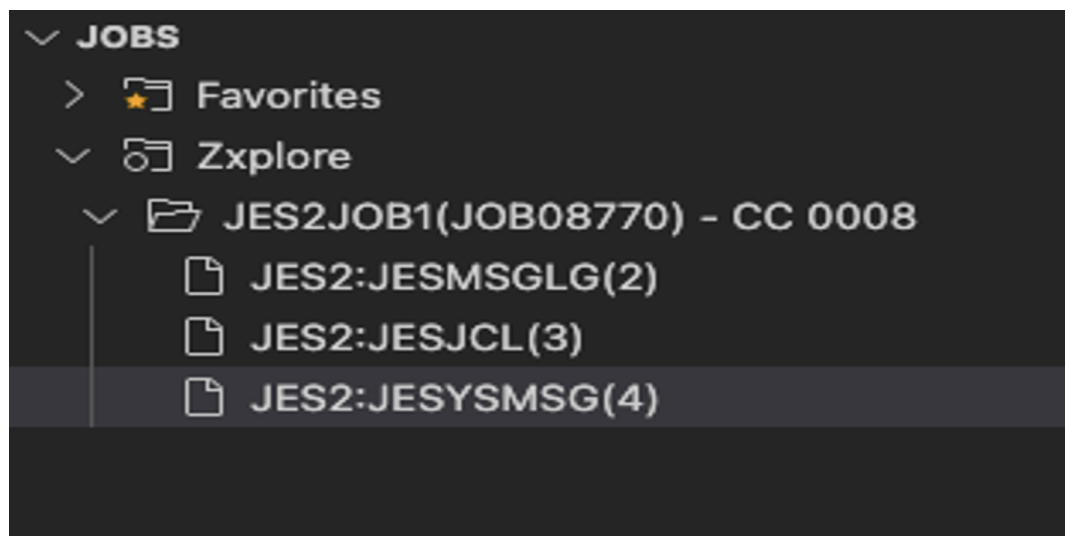 JOBS
Favorites
Zxplore
JES2JOB1(JOB08770) - CC 0008
JES2:JESMSGLG(2)
JES2:JESJCL(3)
JES2:JESYSMSG(4)